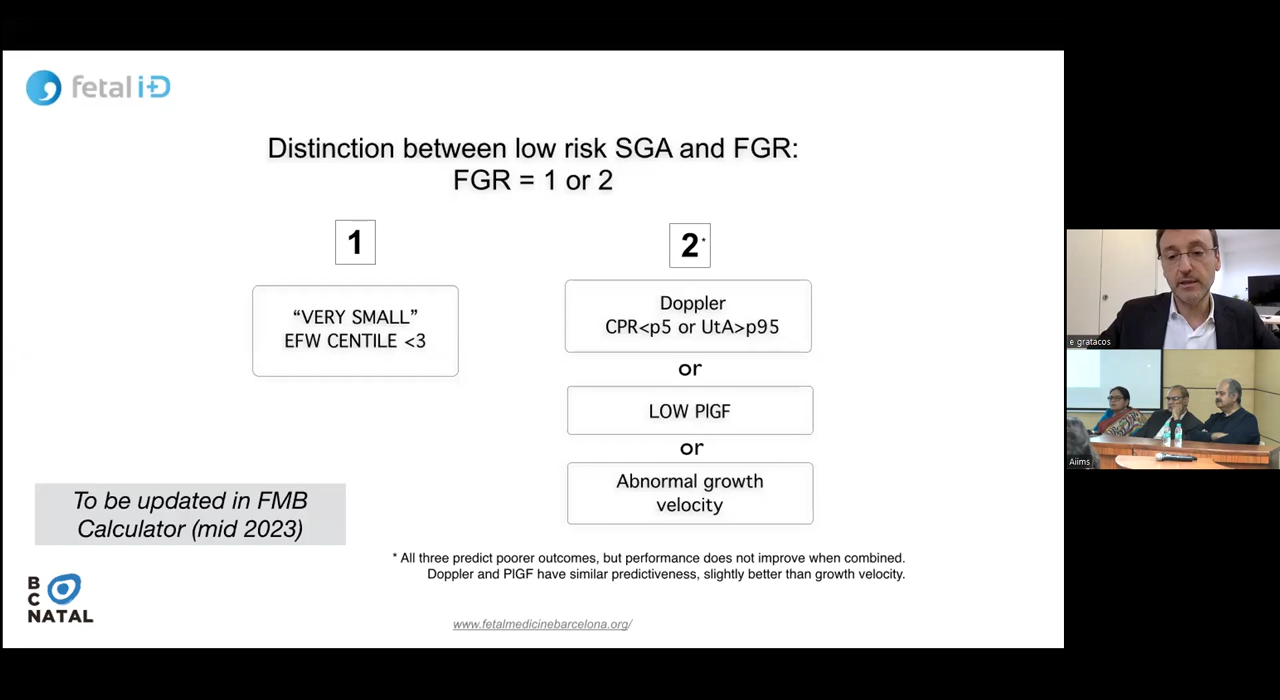 fetal i+D
Distinction between low risk SGA and FGR:
FGR = 1 or 2
1
2*
“VERY SMALL”
EFW CENTILE <3
Doppler
CPR<p5 or UtA>p95
or
LOW PlGF
or
Abnormal growth
velocity
To be updated in FMB
Calculator (mid 2023)
* All three predict poorer outcomes, but performance does not improve when combined.
Doppler and PlGF have similar predictiveness, slightly better than growth velocity.
B
C
NATAL
www.fetalmedicinebarcelona.org/
e gratacos
Aiims